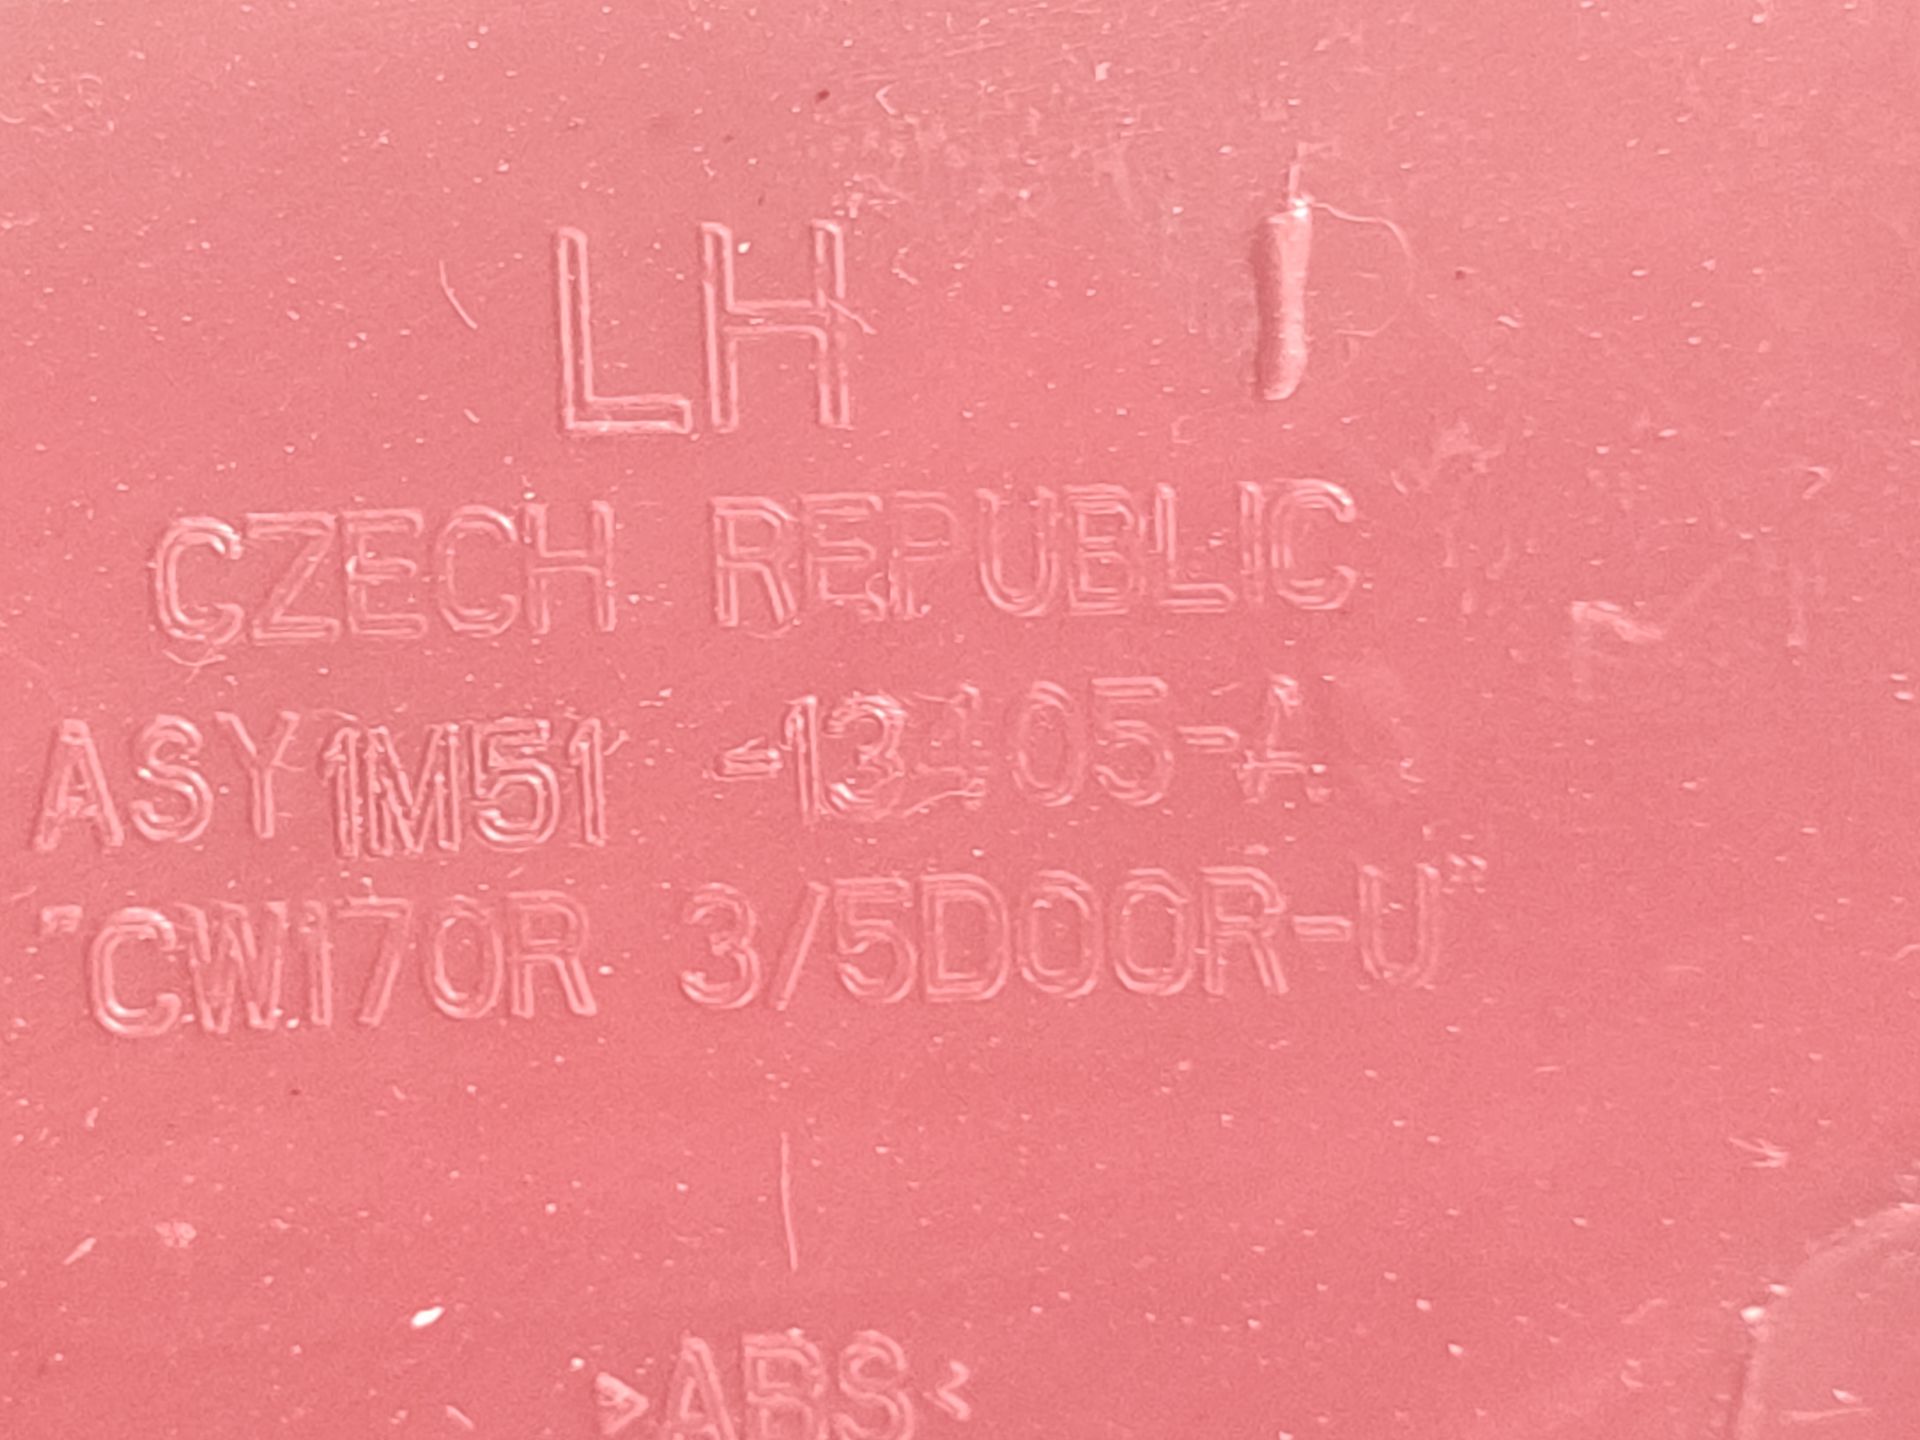 LH
CZECH REPUBLIC
ASY1M51 -13405-A
"CW170R 3/5DOOR-U"
>ABS<